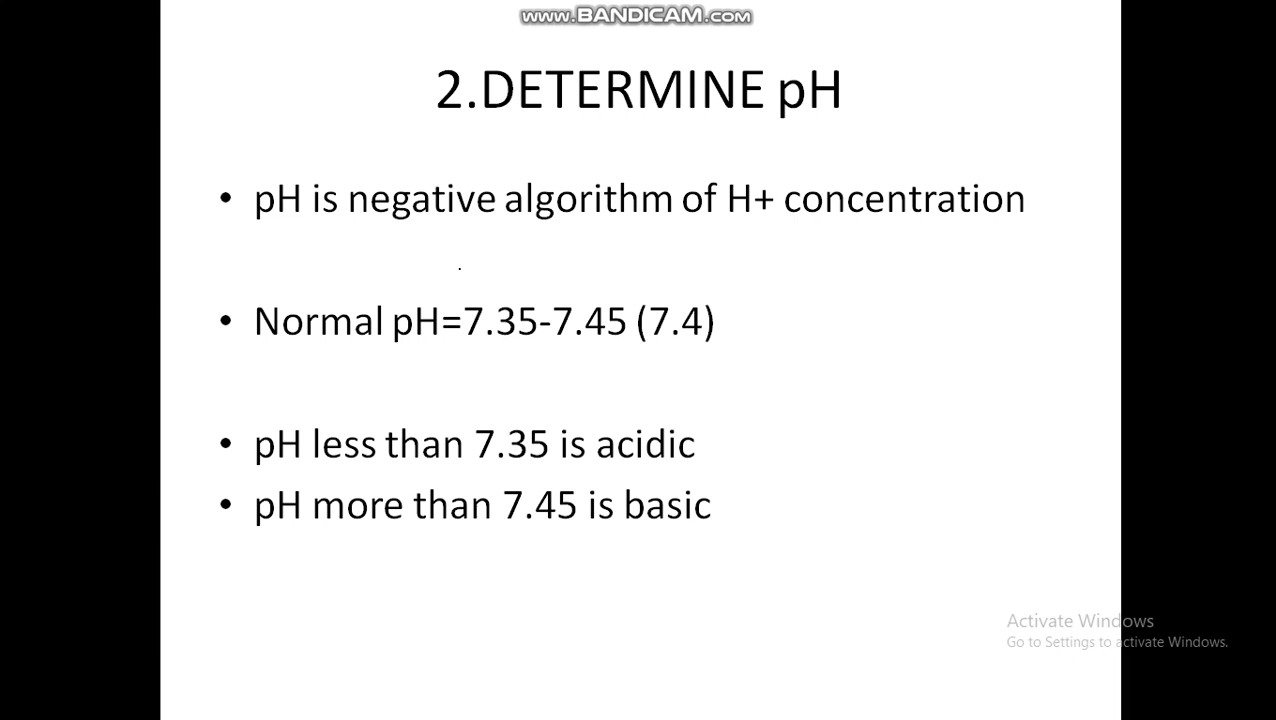 www.BANDICAM.com
2.DETERMINE pH
• pH is negative algorithm of H+ concentration
• Normal pH=7.35-7.45 (7.4)
• pH less than 7.35 is acidic
• pH more than 7.45 is basic
Activate Windows
Go to Settings to activate Windows.